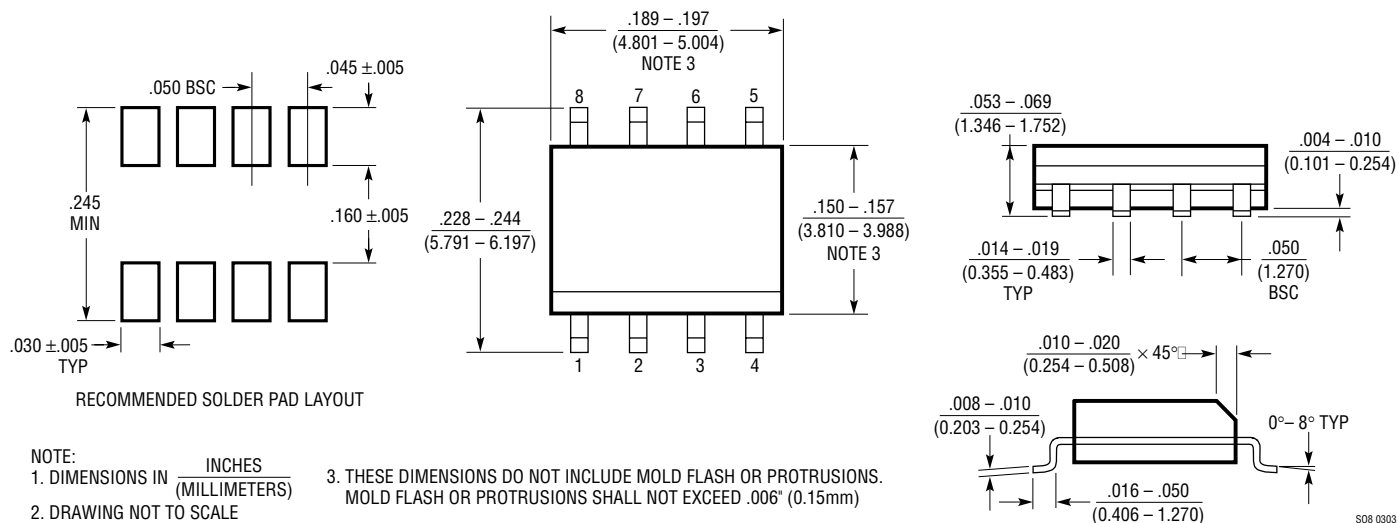 .189 – .197
(4.801 – 5.004)
NOTE 3
.045 ±.005
.050 BSC
8 7 6 5
.245
MIN
.160 ±.005
.228 – .244
(5.791 – 6.197)
.150 – .157
(3.810 – 3.988)
NOTE 3
.030 ±.005
TYP
1 2 3 4
RECOMMENDED SOLDER PAD LAYOUT
.053 – .069
(1.346 – 1.752)
.004 – .010
(0.101 – 0.254)
.014 – .019
(0.355 – 0.483)
TYP
.050
(1.270)
BSC
.010 – .020
(0.254 – 0.508)
× 45°
.008 – .010
(0.203 – 0.254)
0°– 8° TYP
.016 – .050
(0.406 – 1.270)
NOTE:
1. DIMENSIONS IN INCHES
(MILLIMETERS)
2. DRAWING NOT TO SCALE
3. THESE DIMENSIONS DO NOT INCLUDE MOLD FLASH OR PROTRUSIONS.
MOLD FLASH OR PROTRUSIONS SHALL NOT EXCEED .006" (0.15mm)
SO8 0303